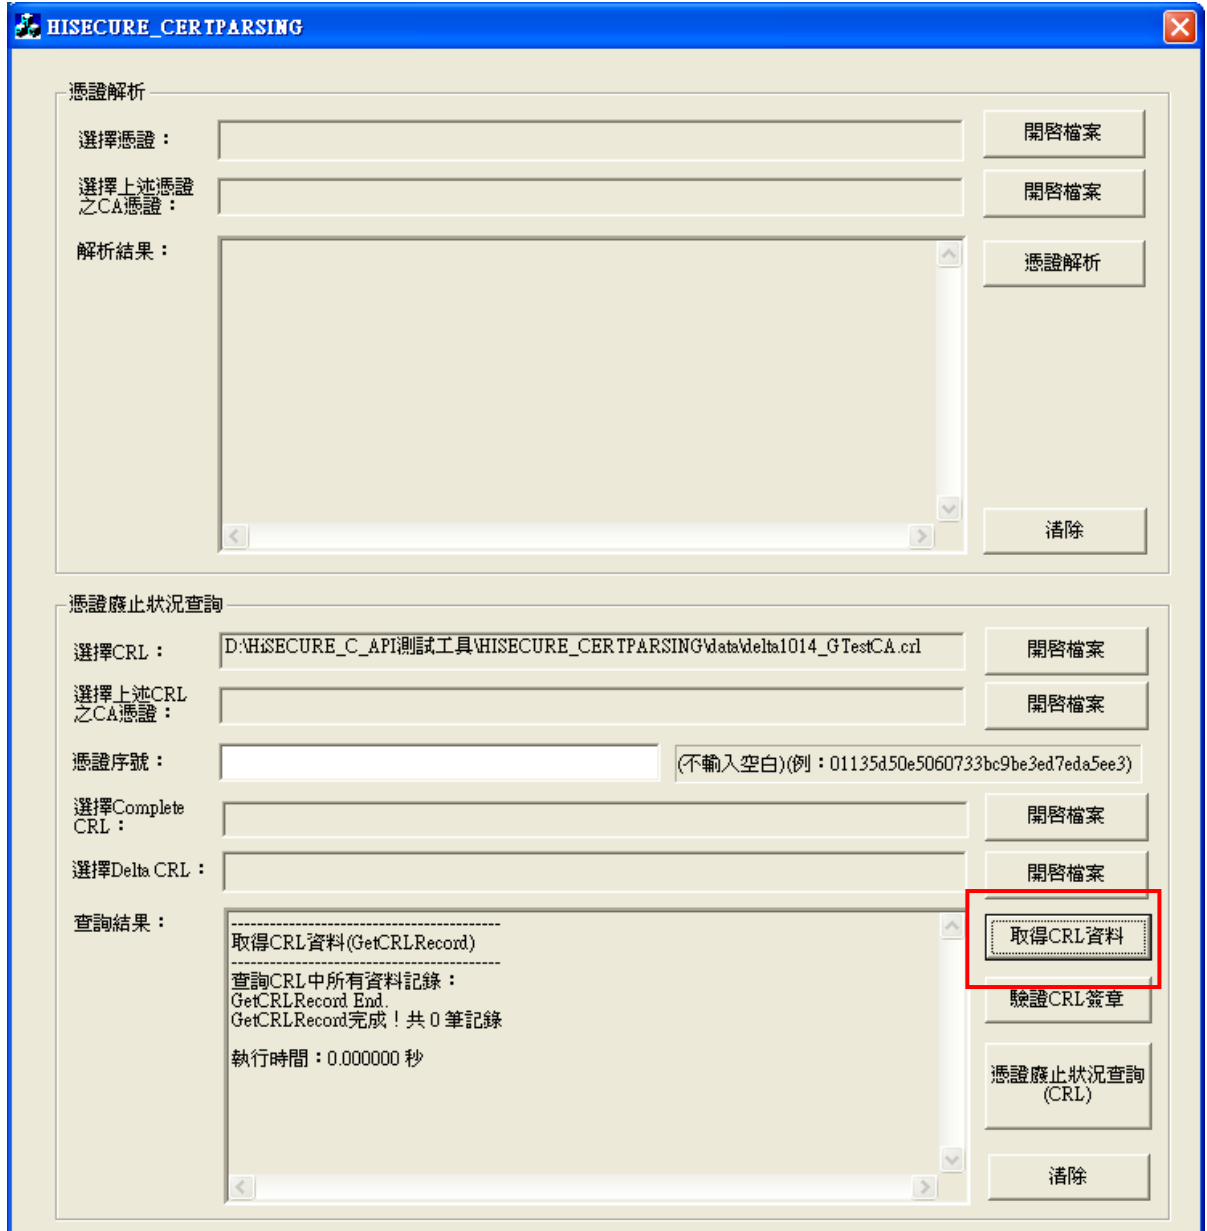 HISECURE_CERTPARSING
憑證解析
選擇憑證：
開啓檔案
選擇上述憑證
之CA憑證：
開啓檔案
解析結果：
憑證解析
清除
憑證廢止狀況查詢
選擇CRL：
D:\HiSECURE_C_API測試工具\HISECURE_CERTPARSING\data\delta1014_GTestCA.crl
開啓檔案
選擇上述CRL
之CA憑證：
開啓檔案
憑證序號：
(不輸入空白)(例：01135d50e5060733bc9be3ed7eda5ee3)
選擇Complete
CRL：
開啓檔案
選擇Delta CRL：
開啓檔案
查詢結果：
------------------------------------------
取得CRL資料(GetCRLRecord)
------------------------------------------
查詢CRL中所有資料記錄：
GetCRLRecord End.
GetCRLRecord完成！共 0 筆記錄
執行時間：0.000000 秒
取得CRL資料
驗證CRL簽章
憑證廢止狀況查詢
(CRL)
清除